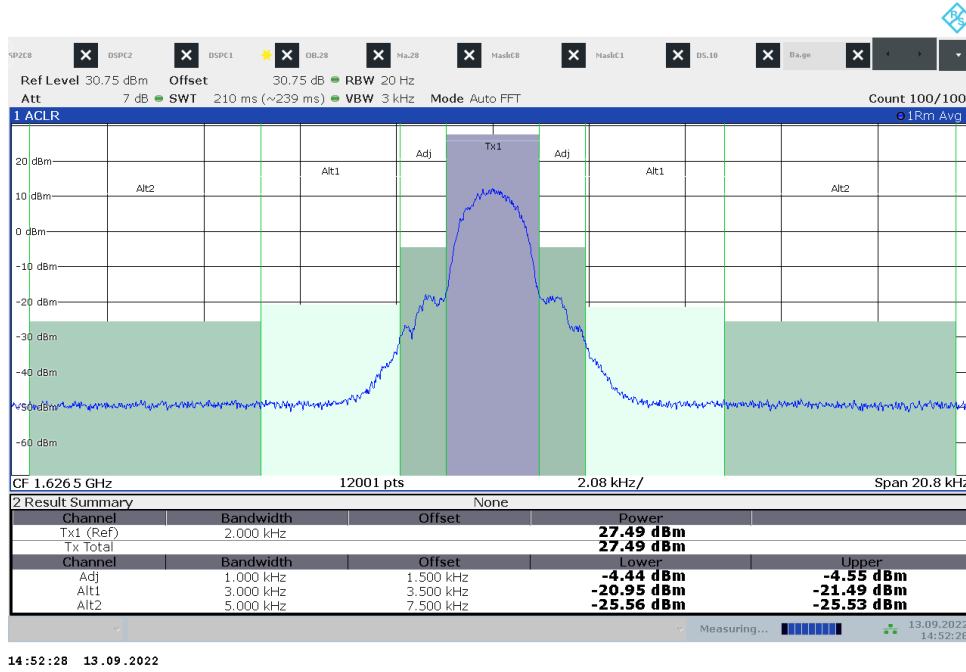 SP2C8 DSPC2 DSPC1 OB.28 Ma.28 MaskC8 MaskC1 DS.10 Ba.ge
Ref Level 30.75 dBm Offset 30.75 dB RBW 20 Hz
Att 7 dB SWT 210 ms (~239 ms) VBW 3 kHz Mode Auto FFT Count 100/100
1 ACLR 1Rm Avg
Tx1
Adj Adj
20 dBm
Alt1 Alt1
Alt2 Alt2
10 dBm
0 dBm
-10 dBm
-20 dBm
-30 dBm
-40 dBm
-50 dBm
-60 dBm
CF 1.6265 GHz 12001 pts 2.08 kHz/ Span 20.8 kHz
2 Result Summary None
Channel Bandwidth Offset Power
Tx1 (Ref) 2.000 kHz 27.49 dBm
Tx Total 27.49 dBm
Channel Bandwidth Offset Lower Upper
Adj 1.000 kHz 1.500 kHz -4.44 dBm -4.55 dBm
Alt1 3.000 kHz 3.500 kHz -20.95 dBm -21.49 dBm
Alt2 5.000 kHz 7.500 kHz -25.56 dBm -25.53 dBm
Measuring... 13.09.2022
14:52:28
14:52:28 13.09.2022